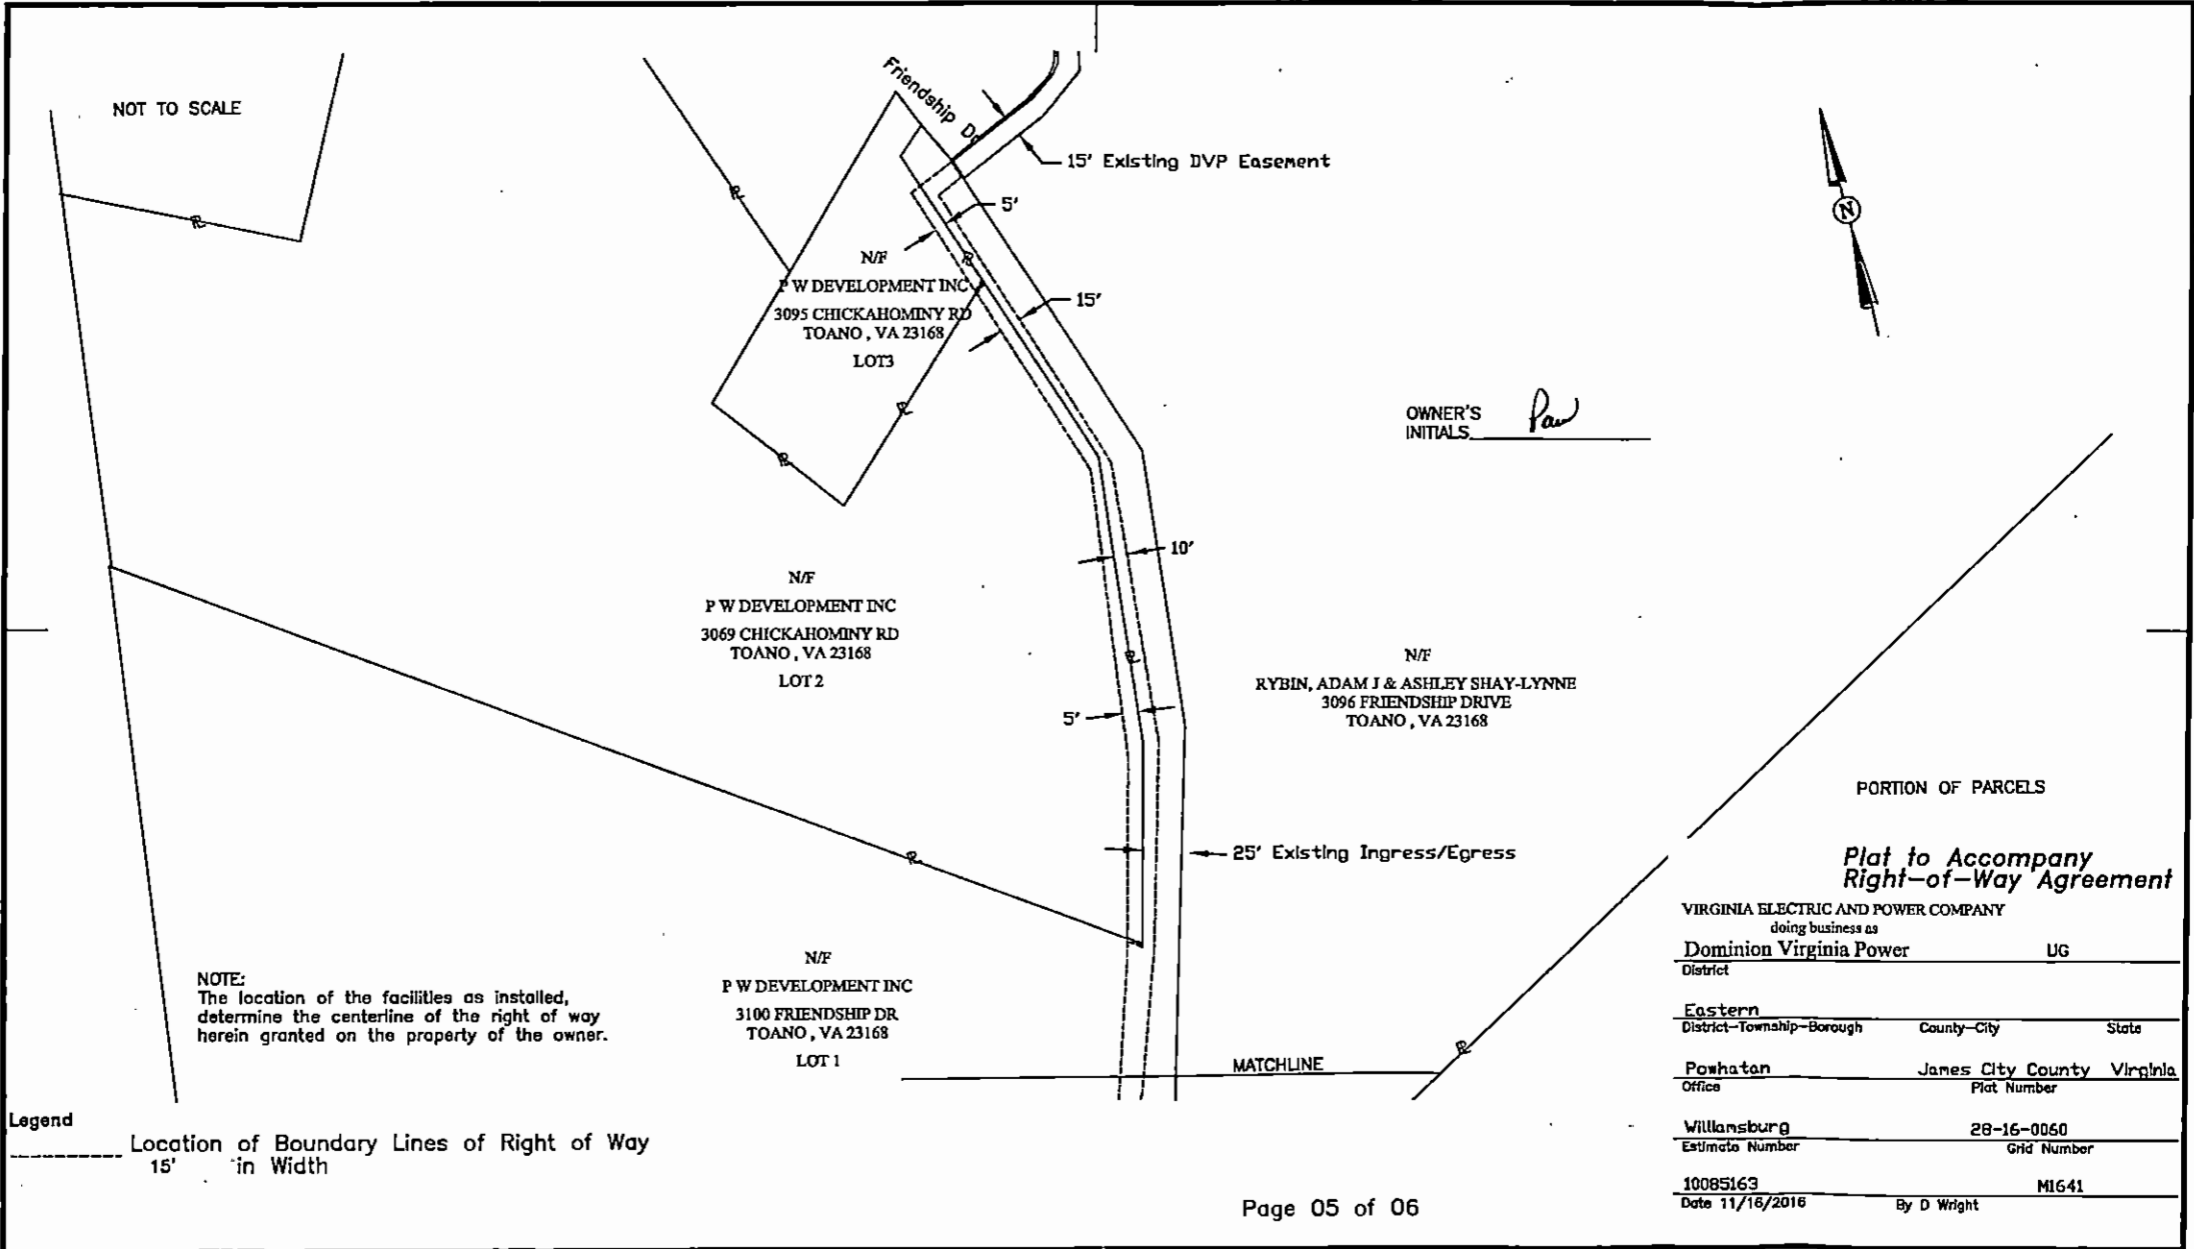 NOT TO SCALE
Friendship Dr
15' Existing DVP Easement
5'
N/F
P W DEVELOPMENT INC
3095 CHICKAHOMINY RD
TOANO , VA 23168
LOT3
15'
N
OWNER'S
INITIALS Paw
10'
N/F
P W DEVELOPMENT INC
3069 CHICKAHOMINY RD
TOANO , VA 23168
LOT 2
5'
N/F
RYBIN, ADAM J & ASHLEY SHAY-LYNNE
3096 FRIENDSHIP DRIVE
TOANO , VA 23168
25' Existing Ingress/Egress
N/F
P W DEVELOPMENT INC
3100 FRIENDSHIP DR
TOANO , VA 23168
LOT 1
NOTE:
The location of the facilities as installed,
determine the centerline of the right of way
herein granted on the property of the owner.
MATCHLINE
PORTION OF PARCELS
Plat to Accompany
Right-of-Way Agreement
VIRGINIA ELECTRIC AND POWER COMPANY
doing business as
Dominion Virginia Power UG
District
Eastern
District-Township-Borough County-City State
Powhatan James City County Virginia
Office Plat Number
Williamsburg 28-16-0060
Estimate Number Grid Number
10085163 M1641
Date 11/16/2016 By D Wright
Legend
Location of Boundary Lines of Right of Way
15' in Width
Page 05 of 06